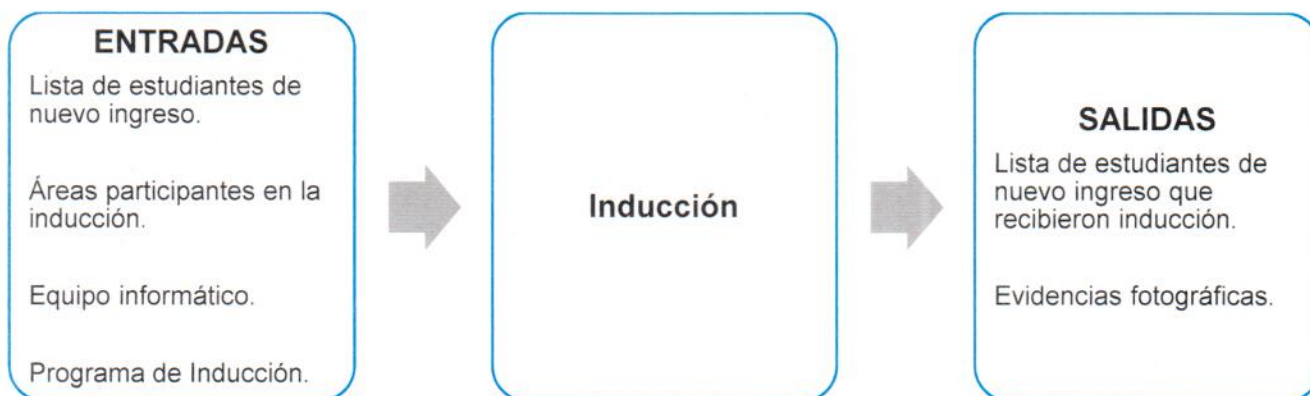 ENTRADAS
Lista de estudiantes de
nuevo ingreso.
Áreas participantes en la
inducción.
Equipo informático.
Programa de Inducción.
Inducción
SALIDAS
Lista de estudiantes de
nuevo ingreso que
recibieron inducción.
Evidencias fotográficas.